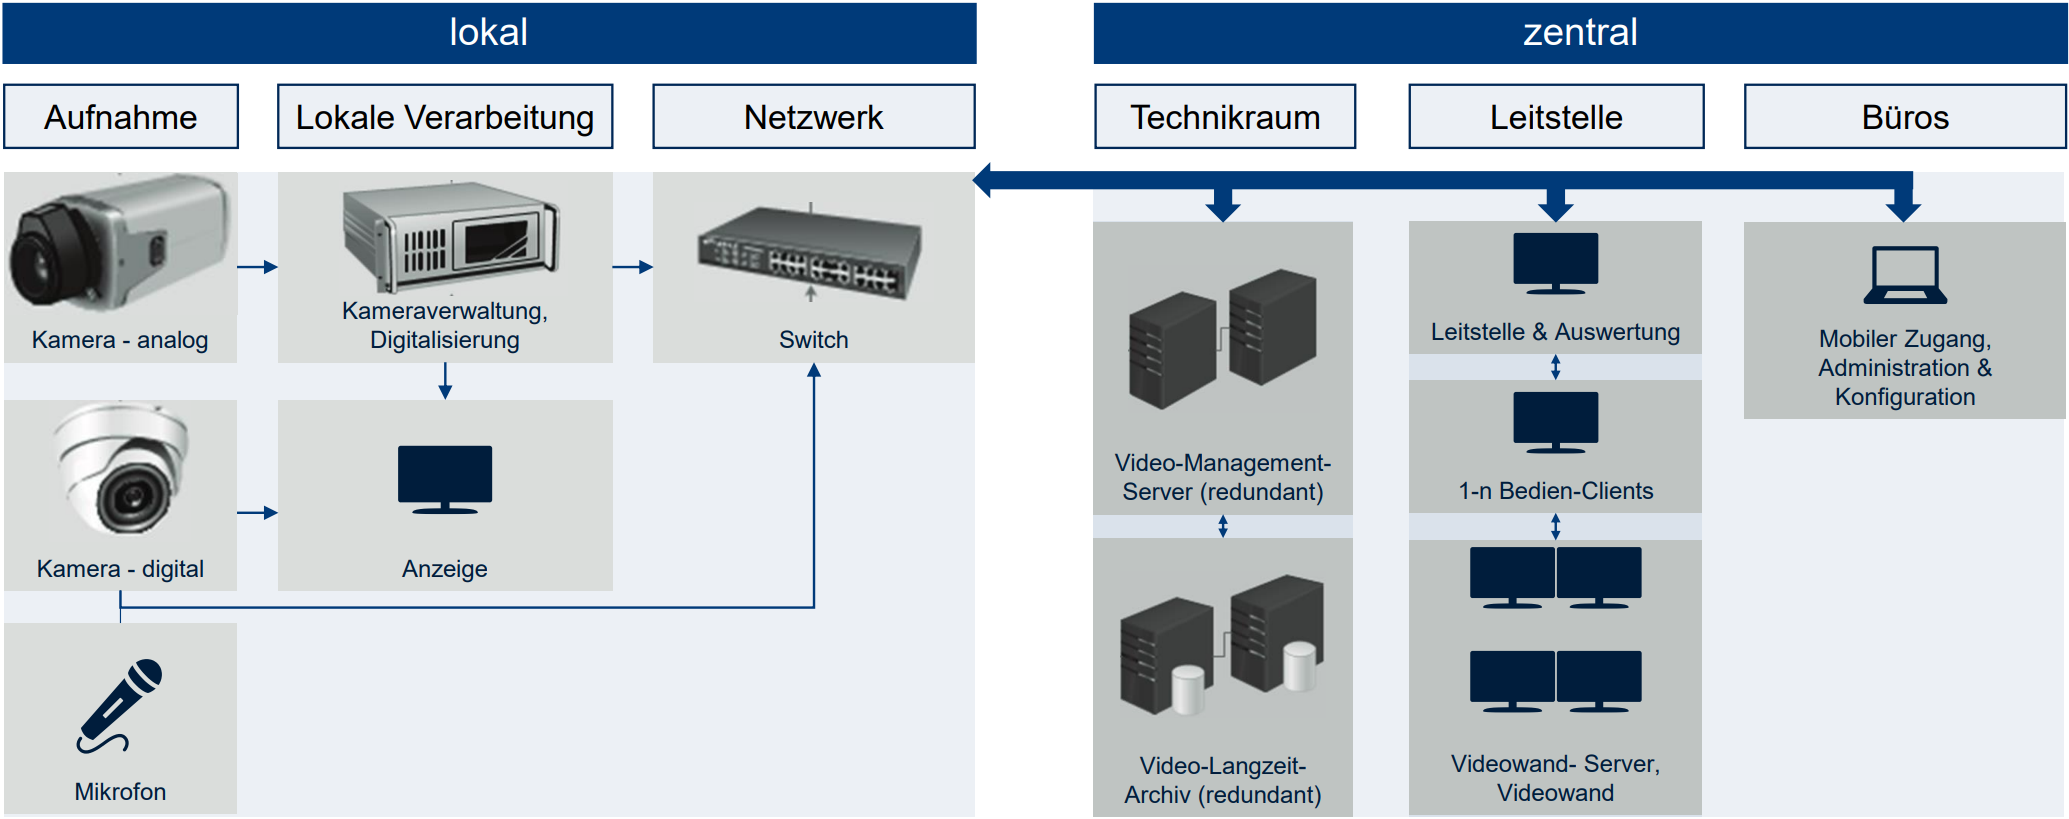 lokal
zentral
Aufnahme
Lokale Verarbeitung
Netzwerk
Technikraum
Leitstelle
Büros
Kamera - analog
Kameraverwaltung,
Digitalisierung
Switch
Kamera - digital
Anzeige
Mikrofon
Video-Management-
Server (redundant)
Video-Langzeit-
Archiv (redundant)
Leitstelle & Auswertung
1-n Bedien-Clients
Videowand- Server,
Videowand
Mobiler Zugang,
Administration &
Konfiguration